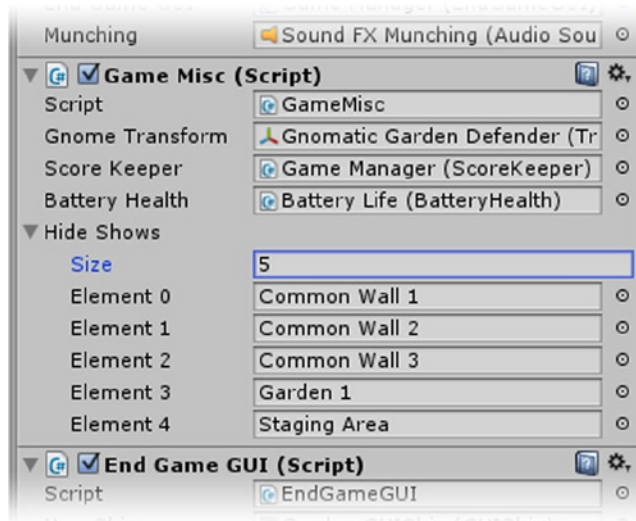 Munching Sound FX Munching (Audio Sou
Game Misc (Script)
Script GameMisc
Gnome Transform Gnomatic Garden Defender (Tr
Score Keeper Game Manager (ScoreKeeper)
Battery Health Battery Life (BatteryHealth)
Hide Shows
Size 5
Element 0 Common Wall 1
Element 1 Common Wall 2
Element 2 Common Wall 3
Element 3 Garden 1
Element 4 Staging Area
End Game GUI (Script)
Script EndGameGUI